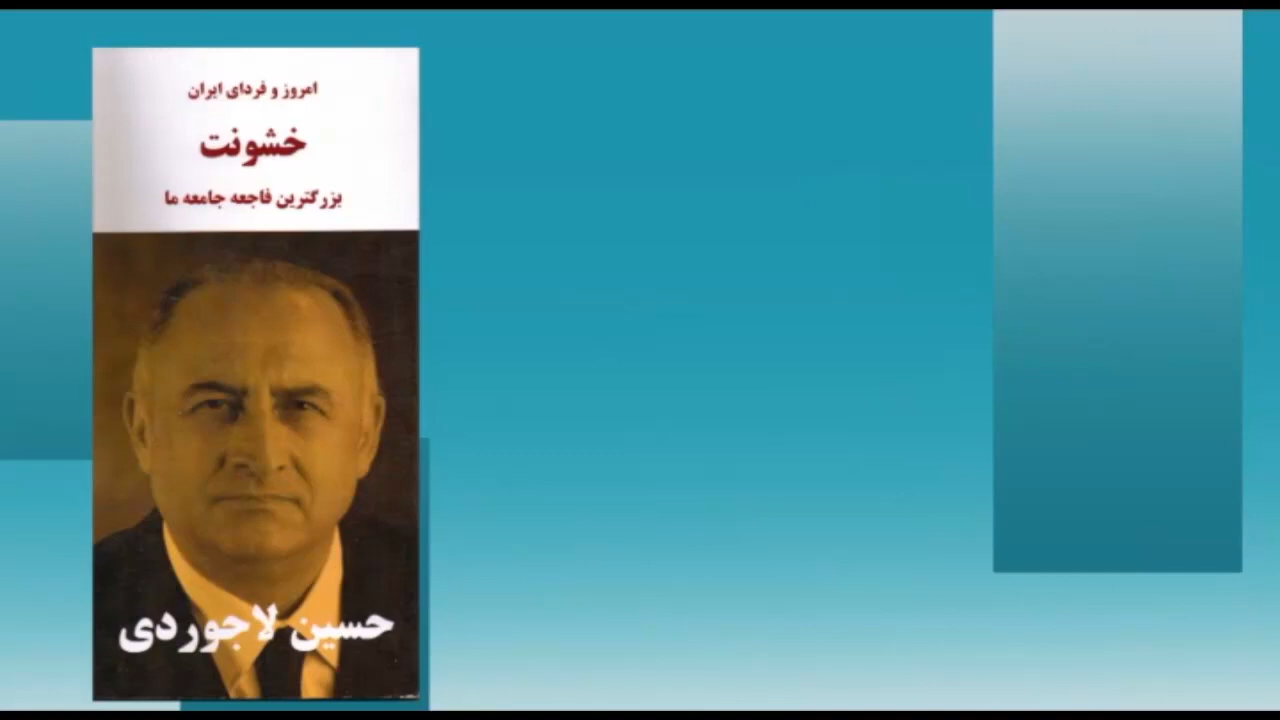 امروز و فردای ایران
خشونت
بزرگترین فاجعه جامعه ما
حسین لاجوردی